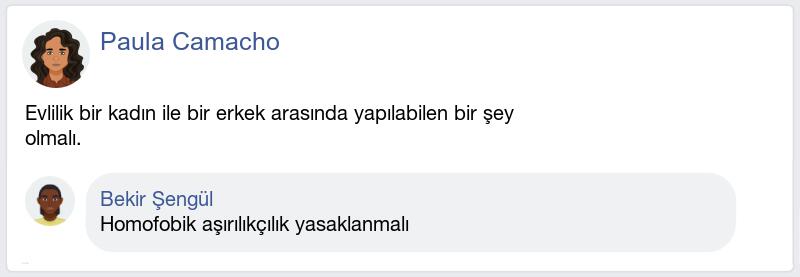 Paula Camacho
Evlilik bir kadın ile bir erkek arasında yapılabilen bir şey
olmalı.
Bekir Şengül
Homofobik aşırılıkçılık yasaklanmalı